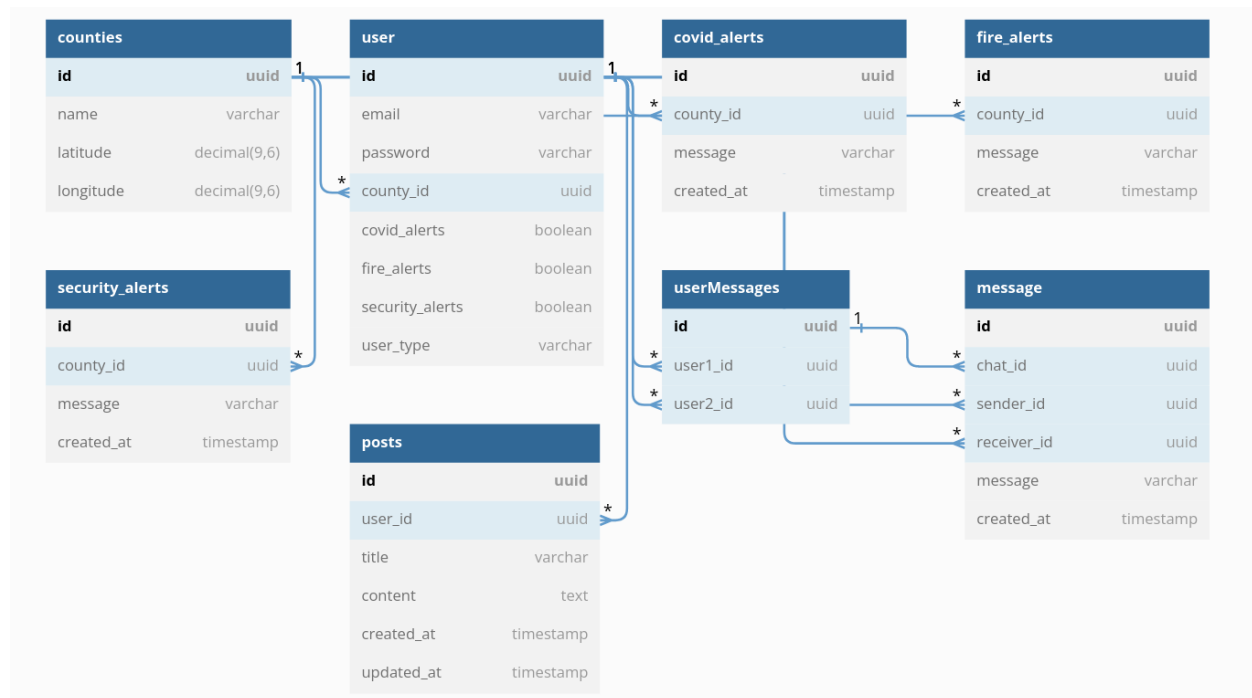 counties
id uuid
name varchar
latitude decimal(9,6)
longitude decimal(9,6)
1
user
id uuid
email varchar
password varchar
county_id uuid
covid_alerts boolean
fire_alerts boolean
security_alerts boolean
user_type varchar
*
1
covid_alerts
id uuid
county_id uuid
message varchar
created_at timestamp
*
fire_alerts
id uuid
county_id uuid
message varchar
created_at timestamp
*
security_alerts
id uuid
county_id uuid
message varchar
created_at timestamp
*
userMessages
id uuid
user1_id uuid
user2_id uuid
*
*
1
message
id uuid
chat_id uuid
sender_id uuid
receiver_id uuid
message varchar
created_at timestamp
*
*
*
posts
id uuid
user_id uuid
title varchar
content text
created_at timestamp
updated_at timestamp
*